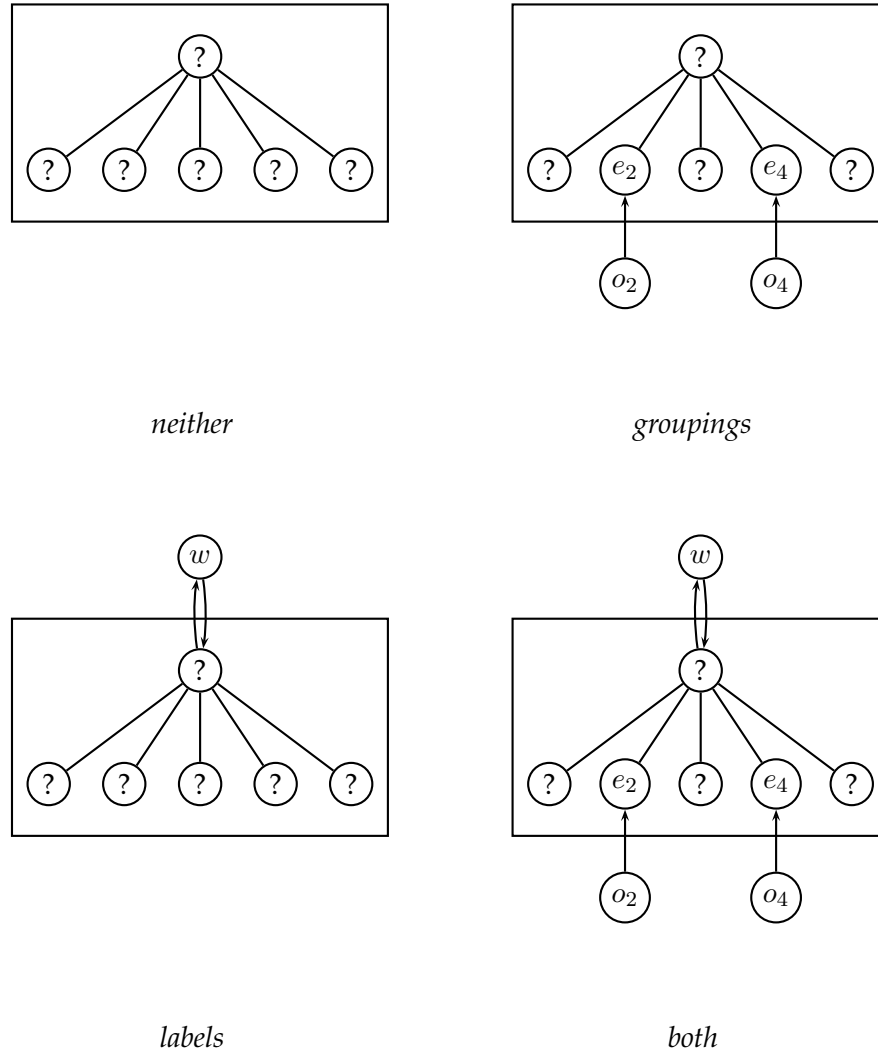 ? ?
? ? ? ? ? ? e₂ ? e₄ ?
o₂ o₄
neither groupings
w w
? ?
? ? ? ? ? ? e₂ ? e₄ ?
o₂ o₄
labels both